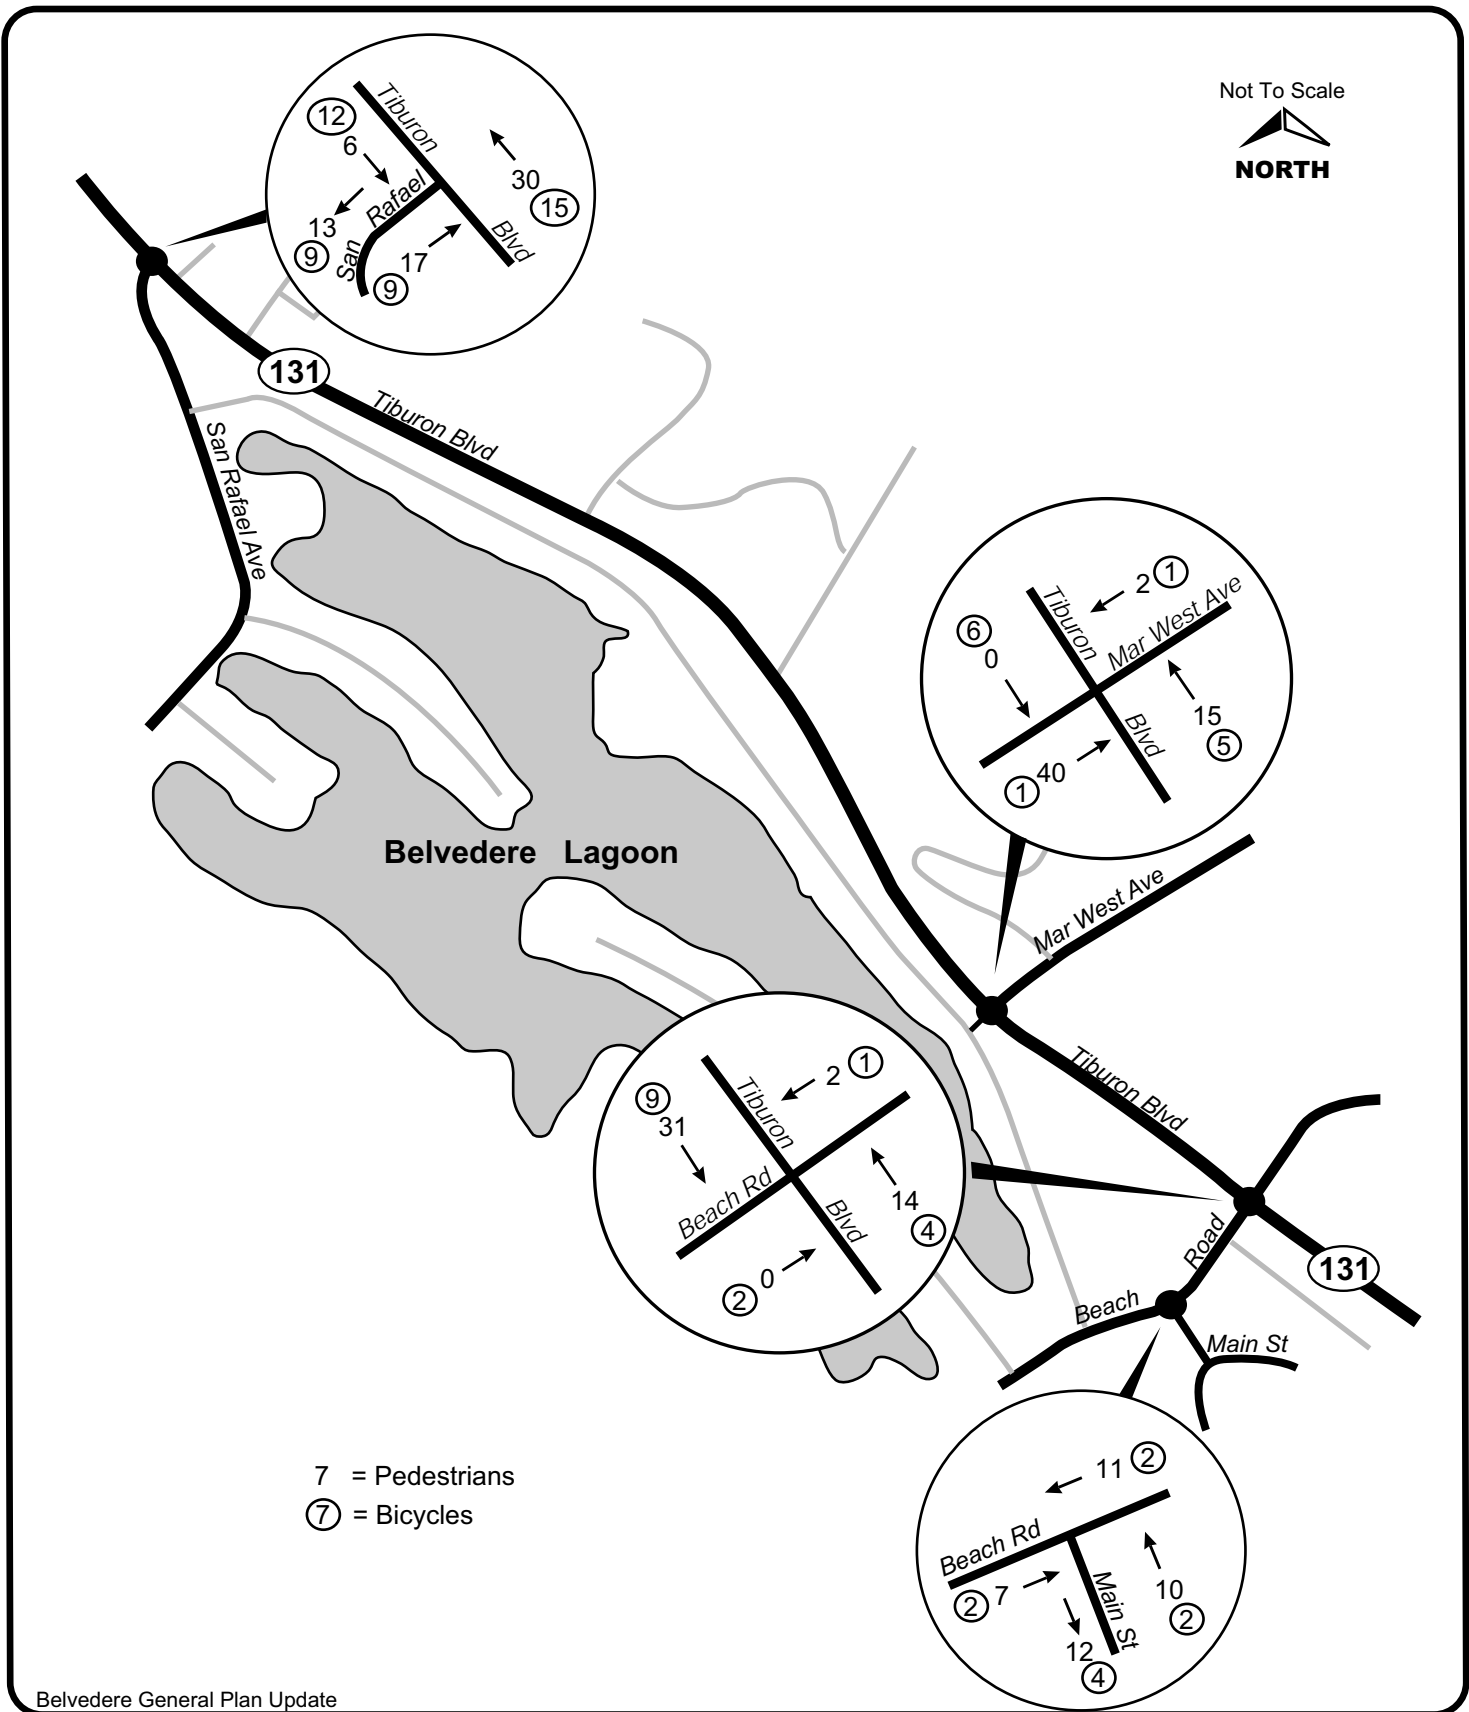 Not To Scale
NORTH
Tiburon
Blvd
San
Rafael
12
6
30
15
13
9
17
9
131
Tiburon Blvd
San Rafael Ave
Tiburon
Blvd
Mar West Ave
2 1
6
0
15
5
1 40
Belvedere Lagoon
Mar West Ave
Tiburon
Blvd
Beach Rd
2 1
9
31
14
4
2 0
Tiburon Blvd
Road
131
Beach
Main St
11 2
Beach Rd
Main St
2 7
10
2
12
4
7 = Pedestrians
7 = Bicycles
Belvedere General Plan Update